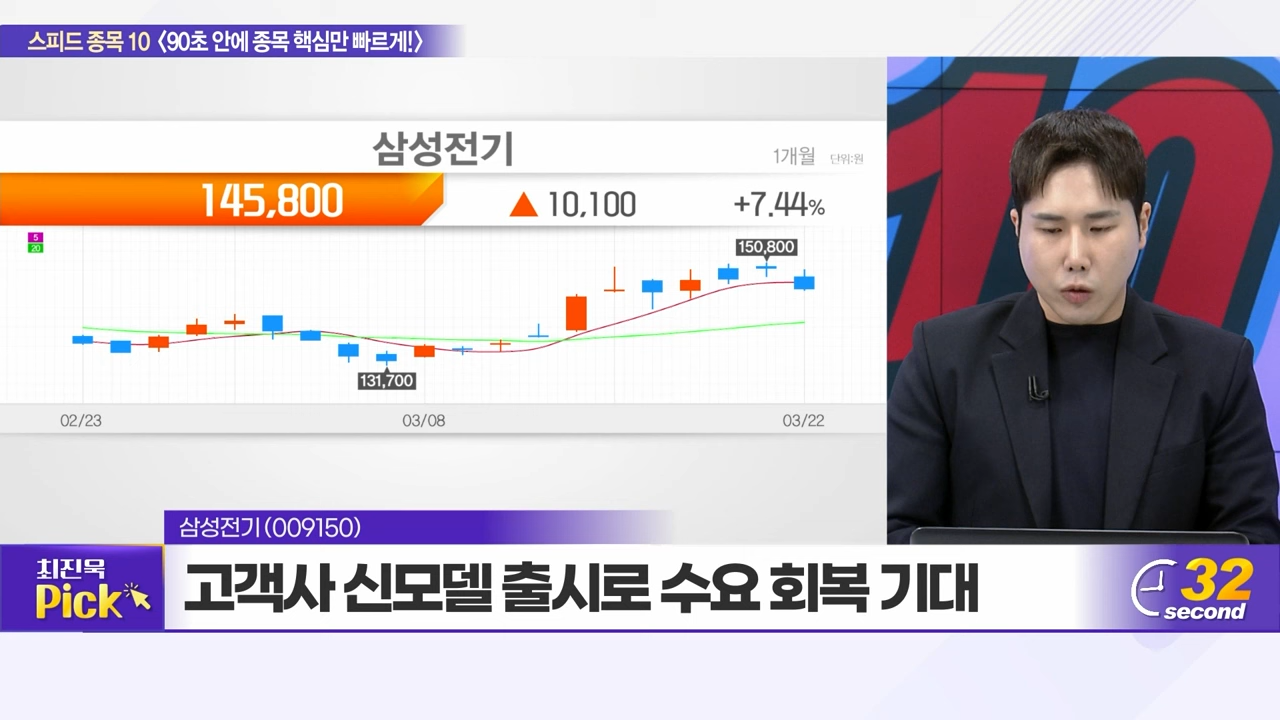 스피드 종목 10 〈90초 안에 종목 핵심만 빠르게!〉
삼성전기
1개월 단위:원
145,800 ▲ 10,100 +7.44%
5
20
150,800
131,700
02/23 03/08 03/22
삼성전기(009150)
최진욱
Pick
고객사 신모델 출시로 수요 회복 기대
32
second
10